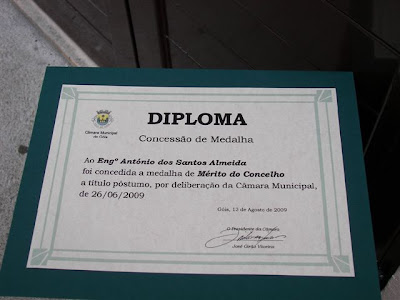 Câmara Municipal
de Góis
DIPLOMA
Concessão de Medalha
Ao Engº António dos Santos Almeida
foi concedida a medalha de Mérito do Concelho
a título póstumo, por deliberação da Câmara Municipal,
de 26/06/2009
Góis, 13 de Agosto de 2009
O Presidente da Câmara
José Girão Vitorino